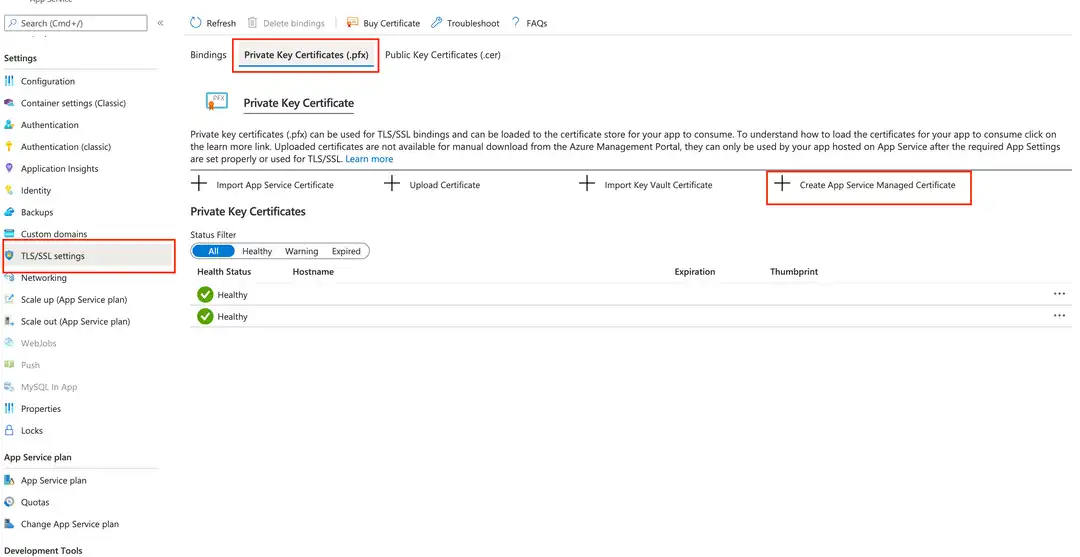 App Service
Search (Cmd+/)
«
Refresh
Delete bindings
Buy Certificate
Troubleshoot
? FAQs
Settings
Configuration
Container settings (Classic)
Authentication
Authentication (classic)
Application Insights
Identity
Backups
Custom domains
TLS/SSL settings
Networking
Scale up (App Service plan)
Scale out (App Service plan)
WebJobs
Push
MySQL In App
Properties
Locks
App Service plan
App Service plan
Quotas
Change App Service plan
Development Tools
Bindings
Private Key Certificates (.pfx)
Public Key Certificates (.cer)
PFX
Private Key Certificate
Private key certificates (.pfx) can be used for TLS/SSL bindings and can be loaded to the certificate store for your app to consume. To understand how to load the certificates for your app to consume click on
the learn more link. Uploaded certificates are not available for manual download from the Azure Management Portal, they can only be used by your app hosted on App Service after the required App Settings
are set properly or used for TLS/SSL. Learn more
Import App Service Certificate
Upload Certificate
Import Key Vault Certificate
Create App Service Managed Certificate
Private Key Certificates
Status Filter
All Healthy Warning Expired
Health Status Hostname Expiration Thumbprint
Healthy ...
Healthy ...